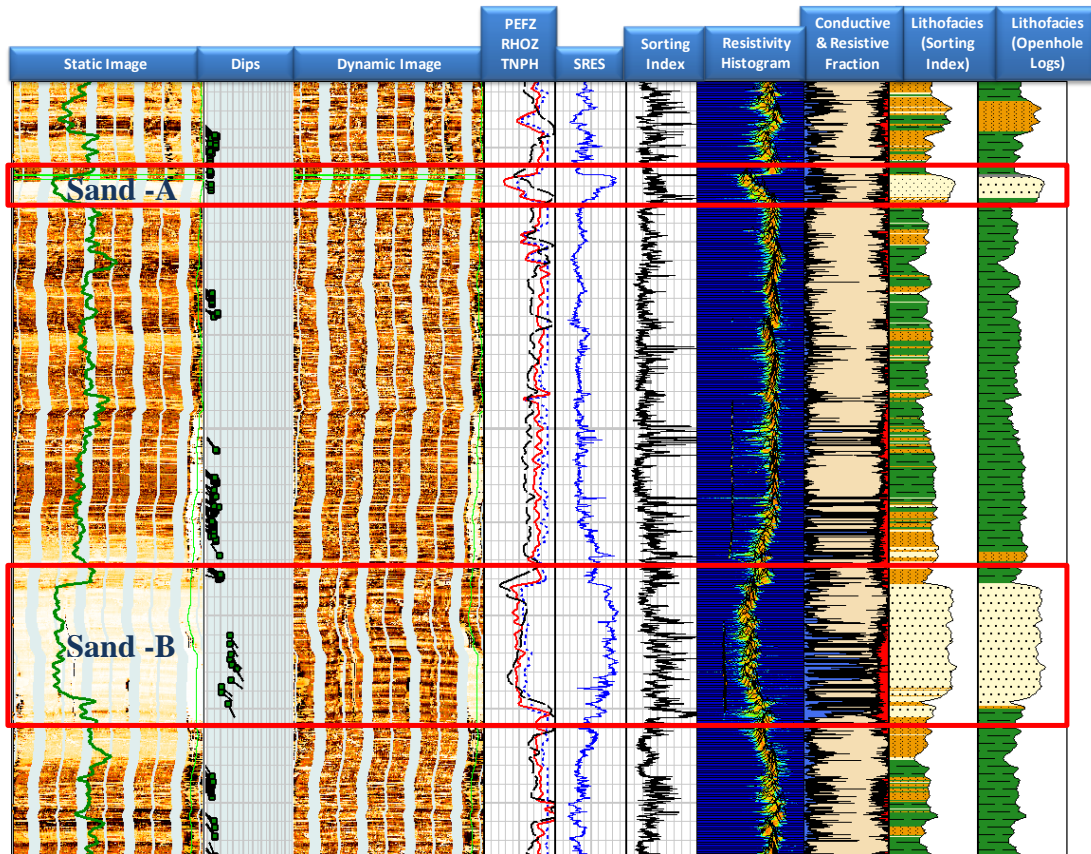 Static Image
Dips
Dynamic Image
PEFZ
RHOZ
TNPH
SRES
Sorting
Index
Resistivity
Histogram
Conductive
& Resistive
Fraction
Lithofacies
(Sorting
Index)
Lithofacies
(Openhole
Logs)
Sand -A
Sand -B